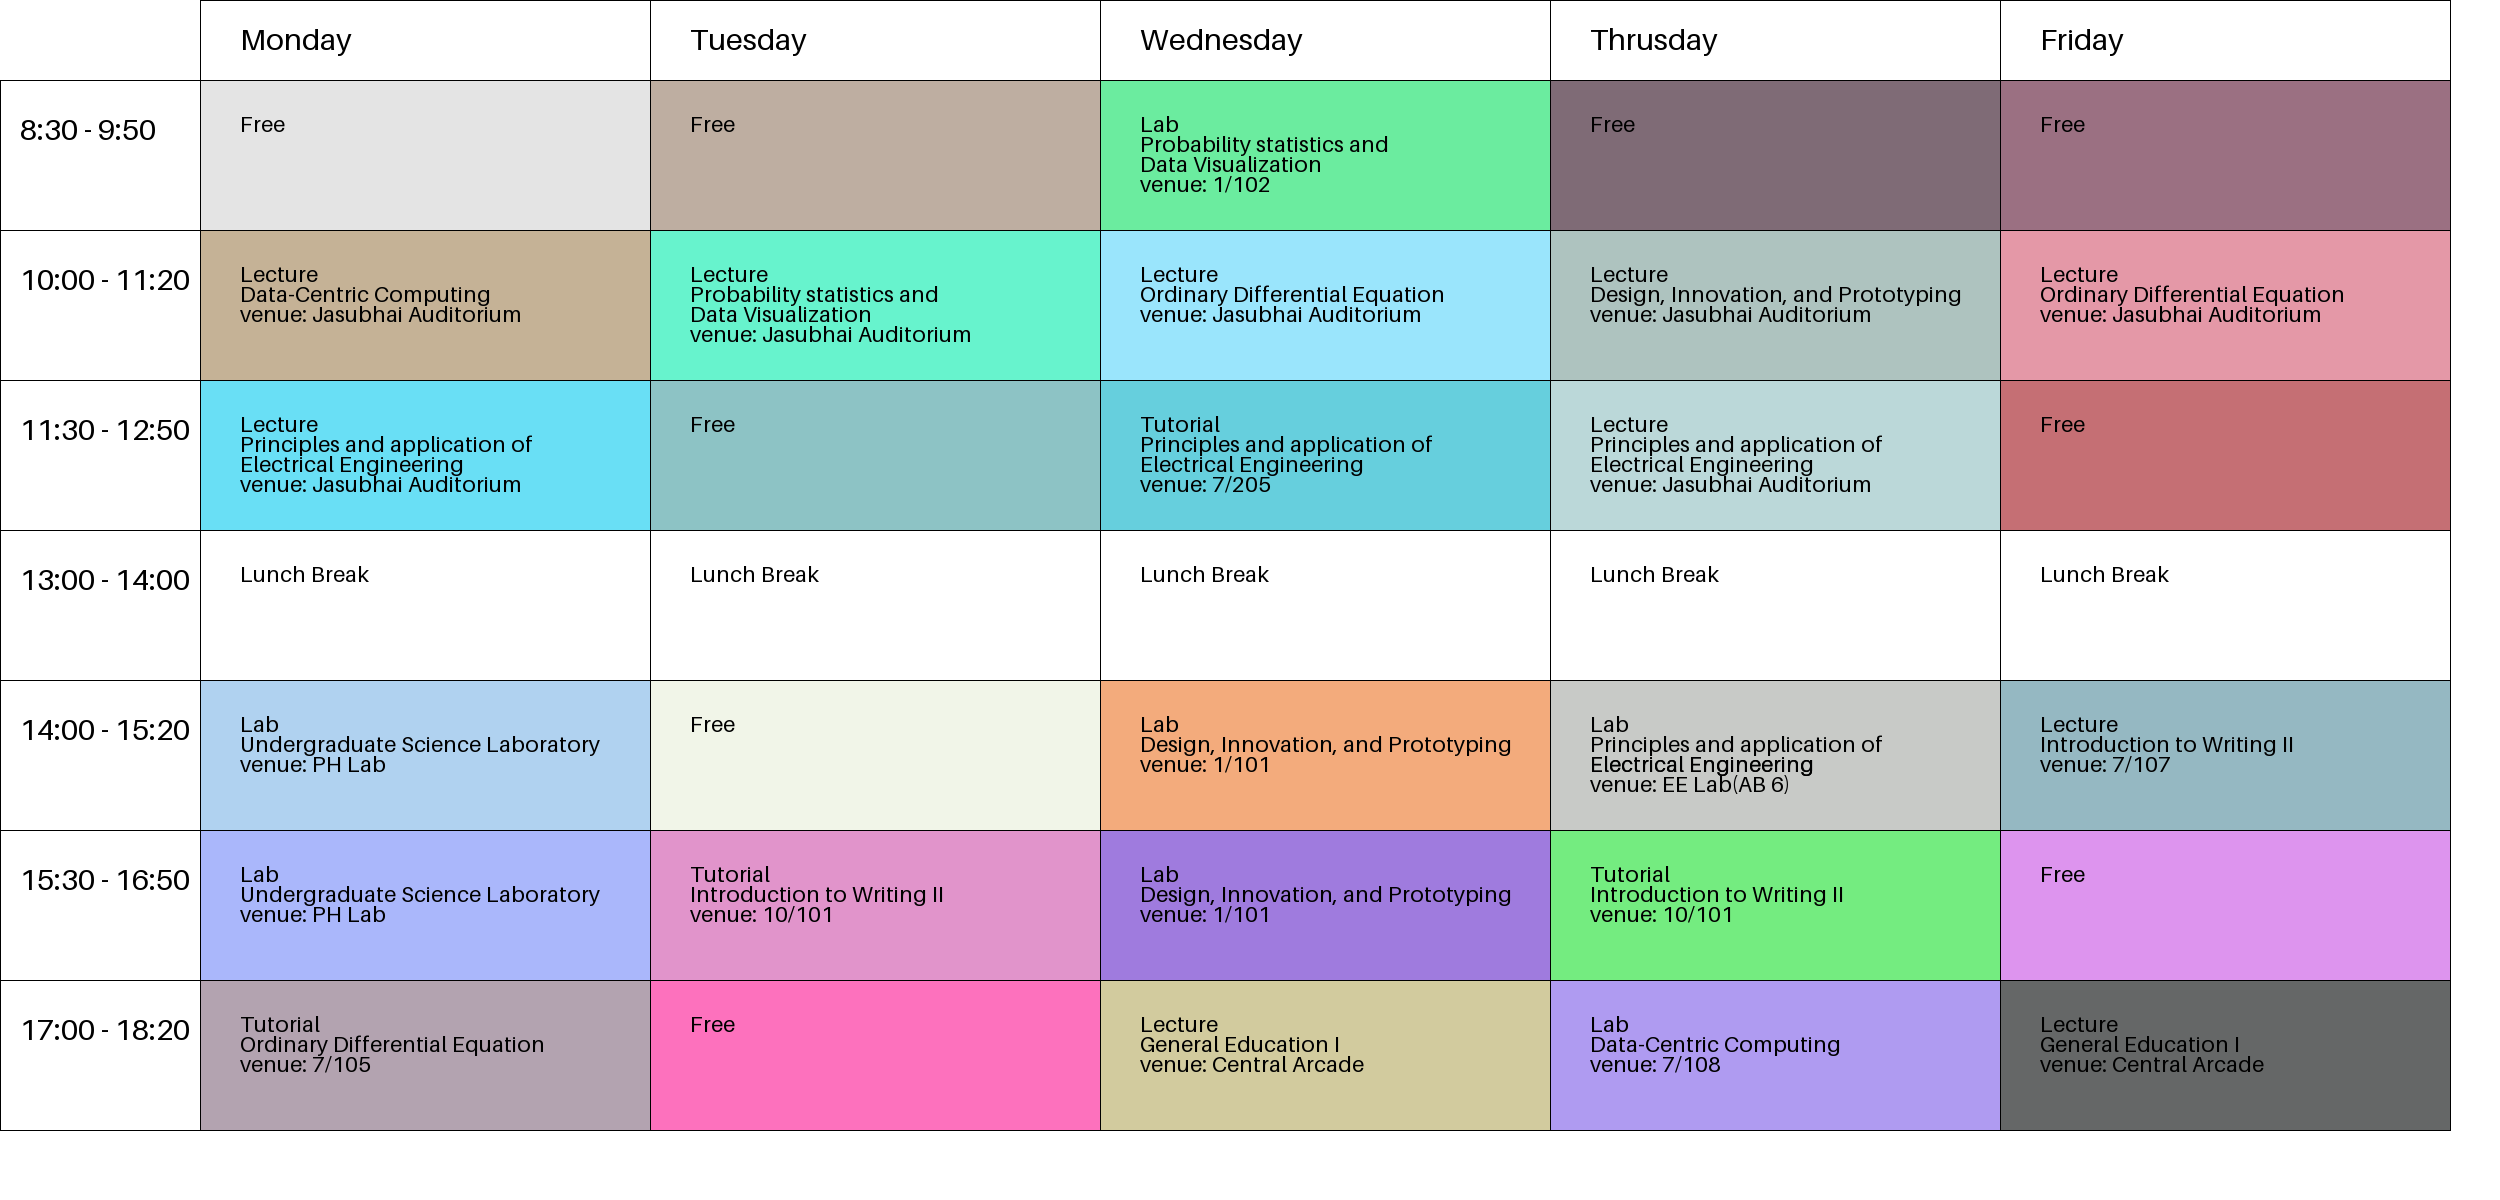 Monday
Tuesday
Wednesday
Thrusday
Friday
8:30 - 9:50
Free
Free
Lab
Probability statistics and
Data Visualization
venue: 1/102
Free
Free
10:00 - 11:20
Lecture
Data-Centric Computing
venue: Jasubhai Auditorium
Lecture
Probability statistics and
Data Visualization
venue: Jasubhai Auditorium
Lecture
Ordinary Differential Equation
venue: Jasubhai Auditorium
Lecture
Design, Innovation, and Prototyping
venue: Jasubhai Auditorium
Lecture
Ordinary Differential Equation
venue: Jasubhai Auditorium
11:30 - 12:50
Lecture
Principles and application of
Electrical Engineering
venue: Jasubhai Auditorium
Free
Tutorial
Principles and application of
Electrical Engineering
venue: 7/205
Lecture
Principles and application of
Electrical Engineering
venue: Jasubhai Auditorium
Free
13:00 - 14:00
Lunch Break
Lunch Break
Lunch Break
Lunch Break
Lunch Break
14:00 - 15:20
Lab
Undergraduate Science Laboratory
venue: PH Lab
Free
Lab
Design, Innovation, and Prototyping
venue: 1/101
Lab
Principles and application of
Electrical Engineering
venue: EE Lab(AB 6)
Lecture
Introduction to Writing II
venue: 7/107
15:30 - 16:50
Lab
Undergraduate Science Laboratory
venue: PH Lab
Tutorial
Introduction to Writing II
venue: 10/101
Lab
Design, Innovation, and Prototyping
venue: 1/101
Tutorial
Introduction to Writing II
venue: 10/101
Free
17:00 - 18:20
Tutorial
Ordinary Differential Equation
venue: 7/105
Free
Lecture
General Education I
venue: Central Arcade
Lab
Data-Centric Computing
venue: 7/108
Lecture
General Education I
venue: Central Arcade